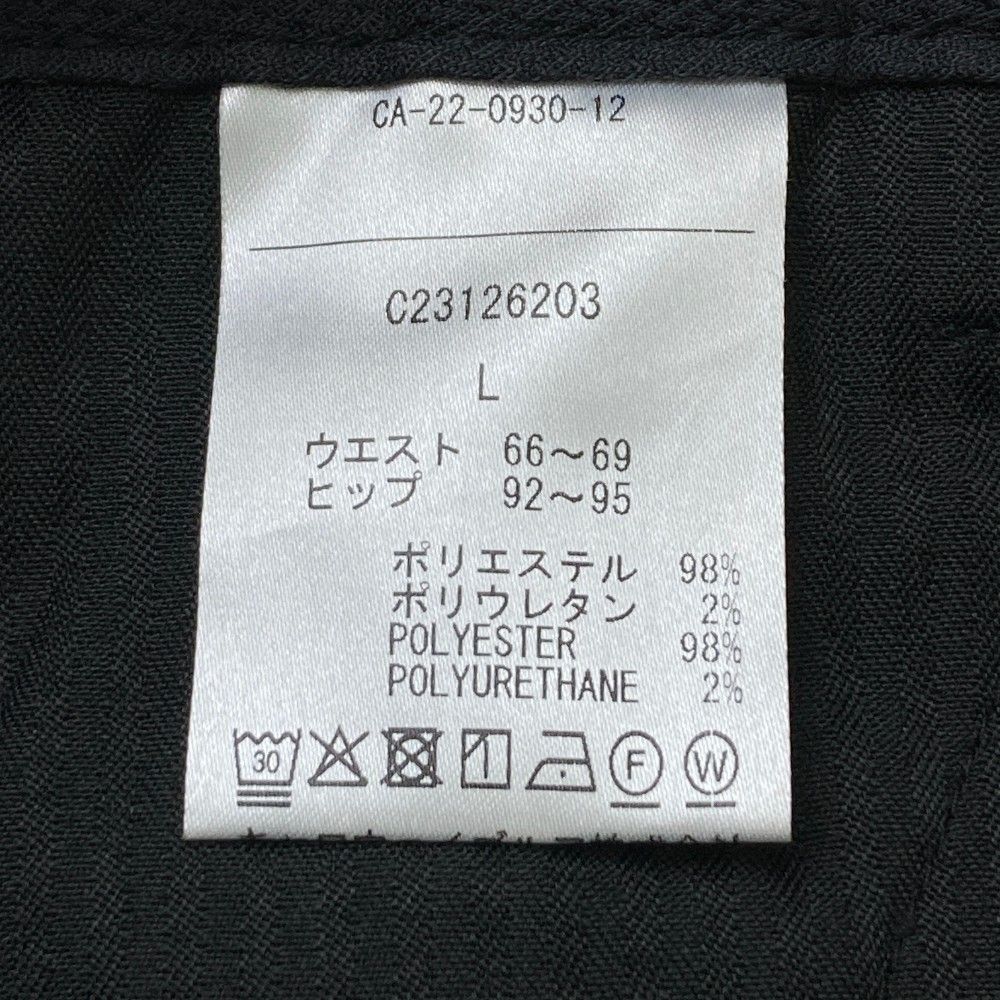 CA-22-0930-12
C23126203
L
ウエスト 66～69
ヒップ 92～95
ポリエステル 98%
ポリウレタン 2%
POLYESTER 98%
POLYURETHANE 2%
30 F W